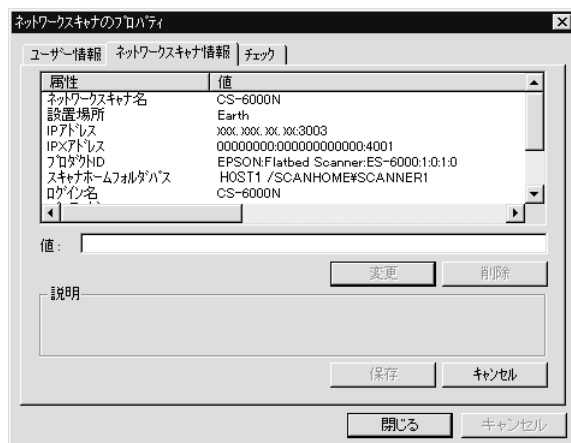 ネットワークスキャナのプロパティ
ユーザー情報 ネットワークスキャナ情報 チェック
属性 値
ネットワークスキャナ名 CS-6000N
設置場所 Earth
IPアドレス xxx. xxx. xx. xx:3003
IPXアドレス 00000000:000000000000:4001
プロダクトID EPSON:Flatbed Scanner:ES-6000:1:0:1:0
スキャナホームフォルダパス HOST1 /SCANHOME¥SCANNER1
ログイン名 CS-6000N
値:
変更 削除
説明
保存 キャンセル
閉じる キャンセル